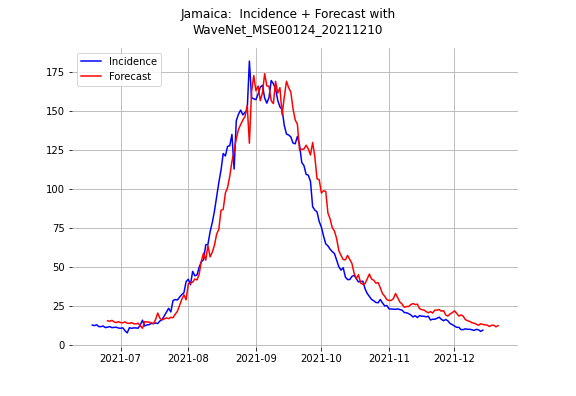 Jamaica:  Incidence + Forecast with
WaveNet_MSE00124_20211210
Incidence
Forecast
175
150
125
100
75
50
25
0
2021-07 2021-08 2021-09 2021-10 2021-11 2021-12